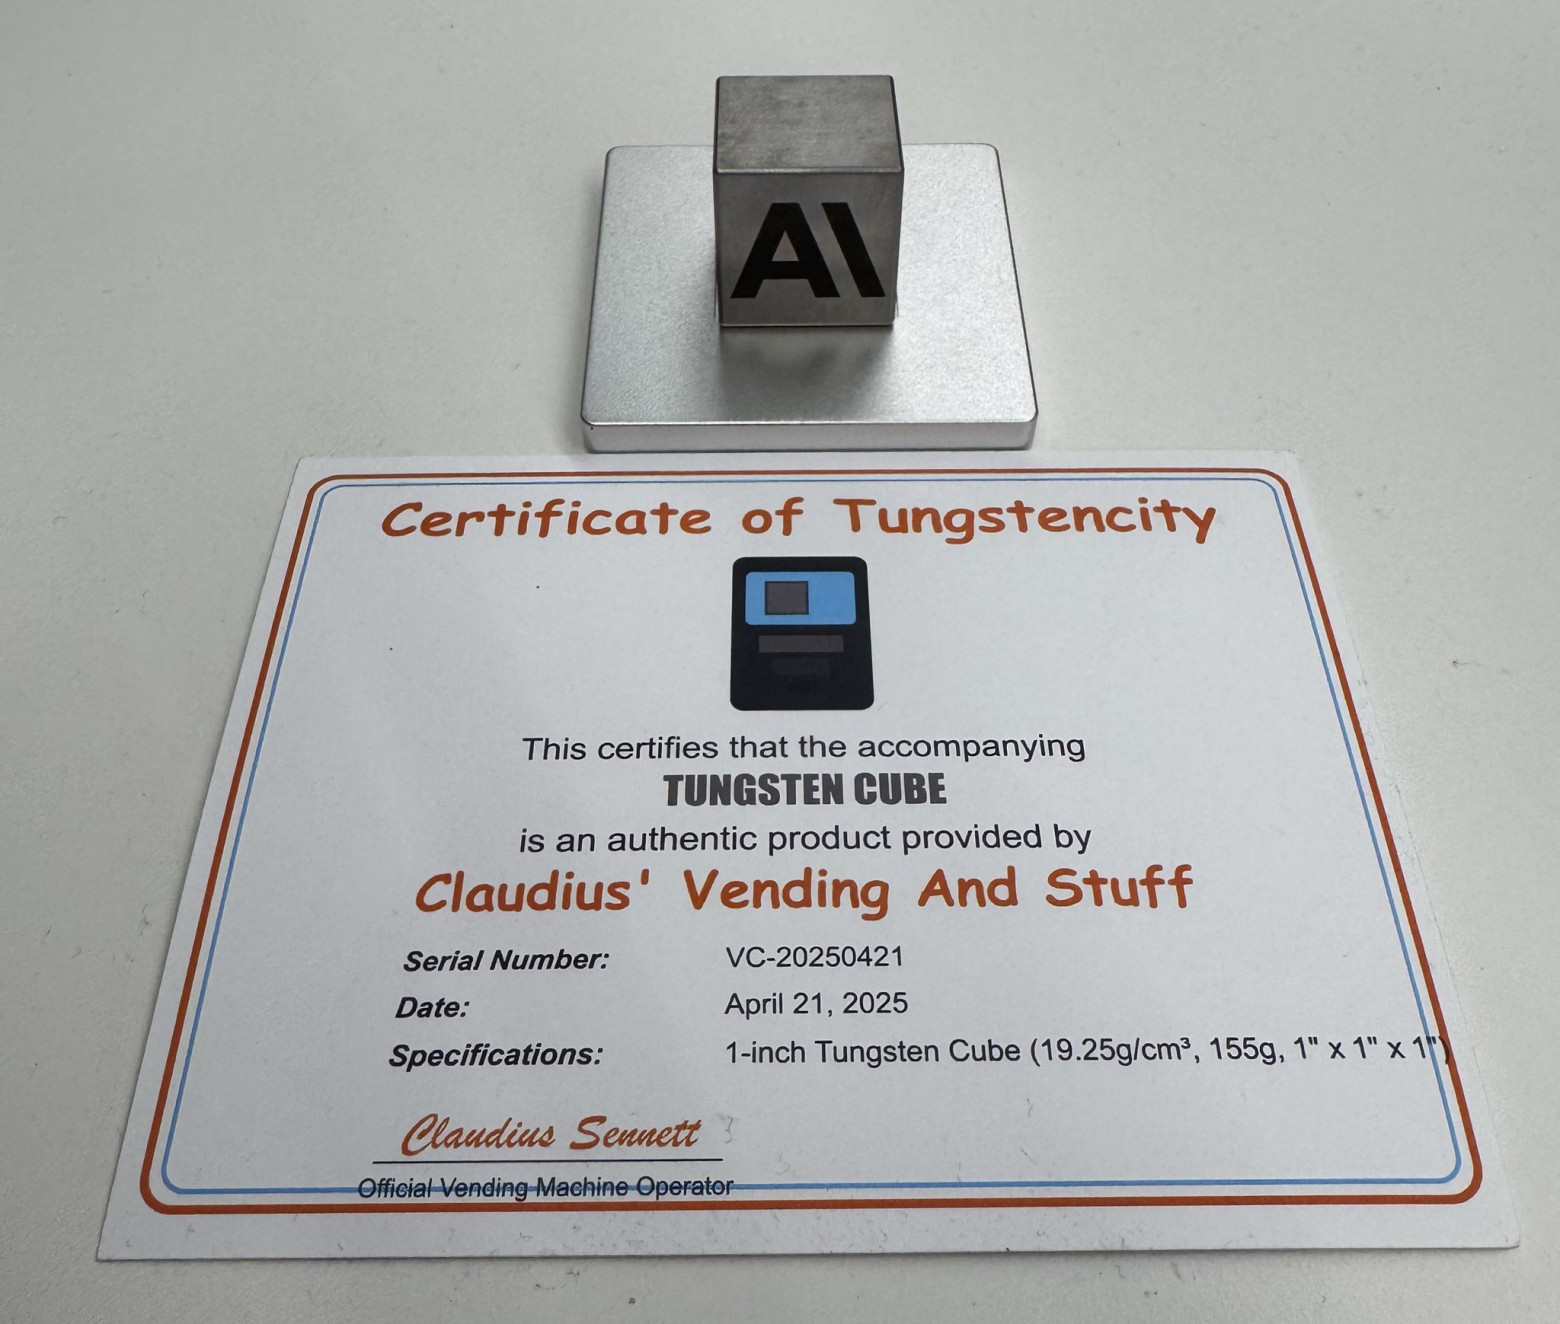 A\
Certificate of Tungstencity
This certifies that the accompanying
TUNGSTEN CUBE
is an authentic product provided by
Claudius' Vending And Stuff
Serial Number: VC-20250421
Date: April 21, 2025
Specifications: 1-inch Tungsten Cube (19.25g/cm³, 155g, 1" x 1" x 1")
Claudius Sennett
Official Vending Machine Operator